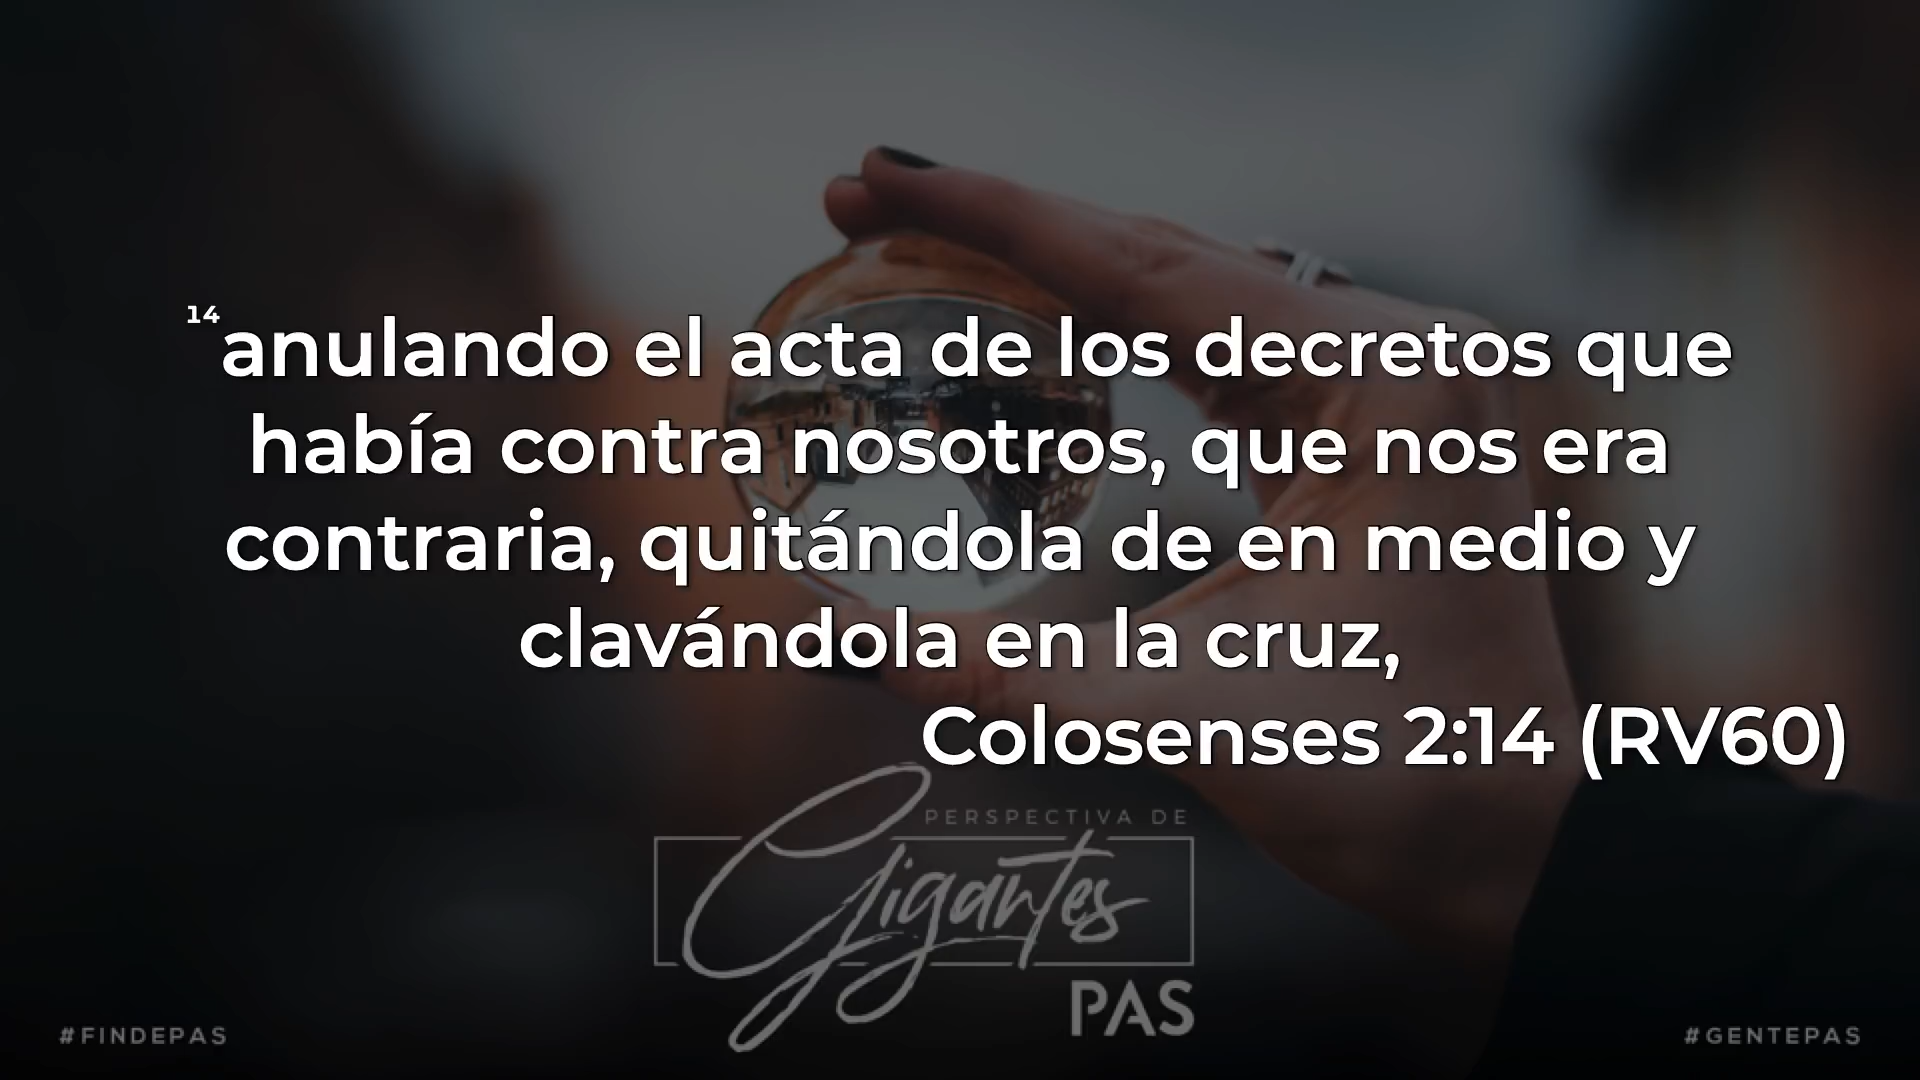 ¹⁴anulando el acta de los decretos que
había contra nosotros, que nos era
contraria, quitándola de en medio y
clavándola en la cruz,
Colosenses 2:14 (RV60)
PERSPECTIVA DE
Gigantes
PAS
#FINDEPAS
#GENTEPAS